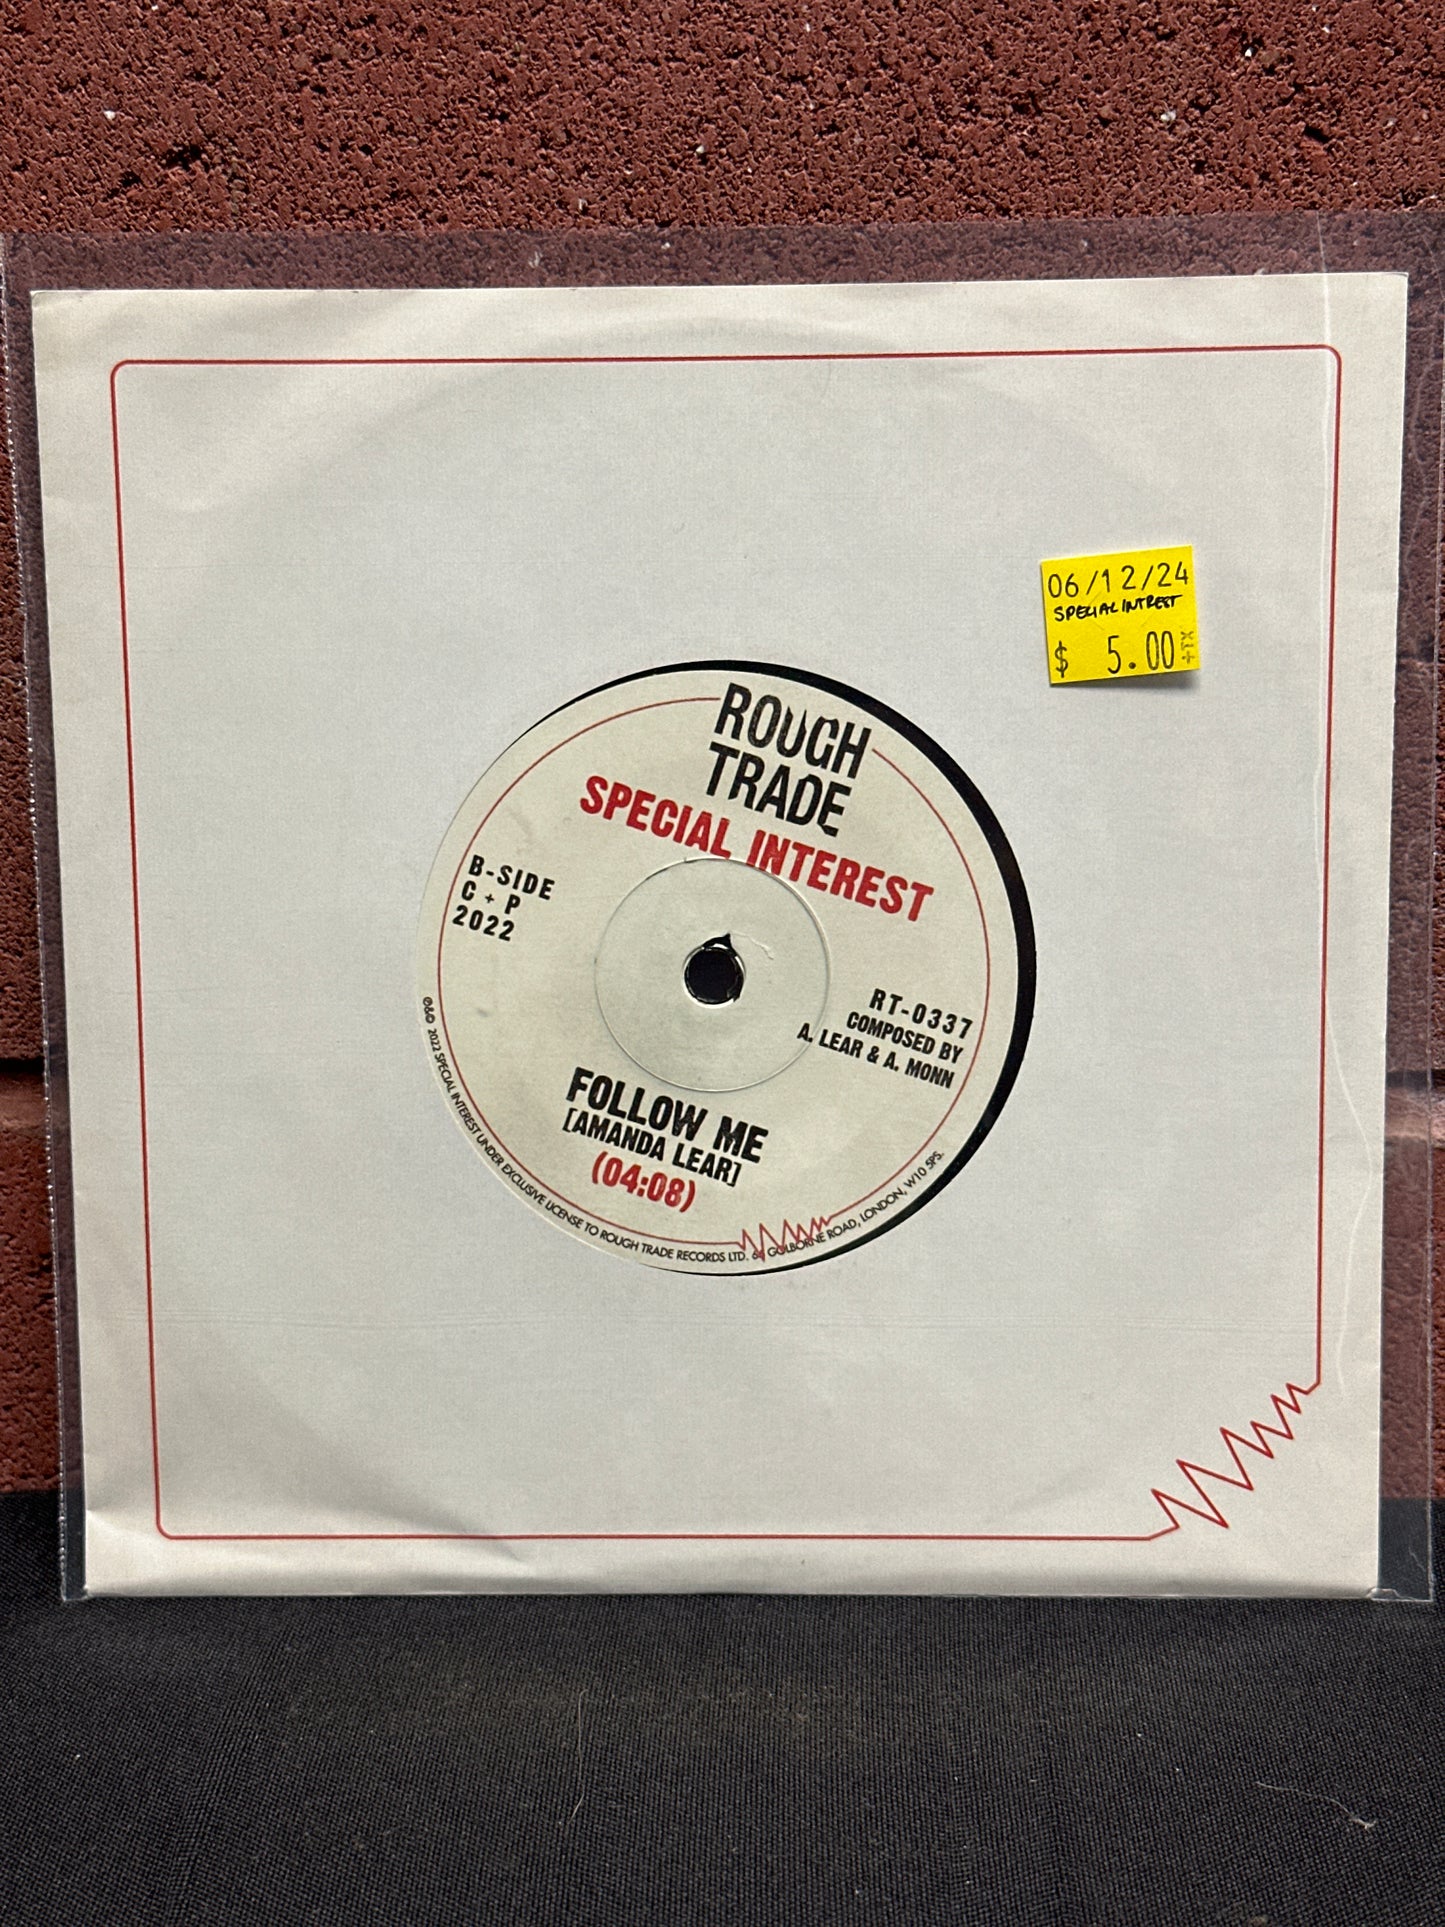 06/12/24
SPECIAL INTREST
$ 5.00 +TX
ROUGH
TRADE
SPECIAL INTEREST
B-SIDE
C + P
2022
RT-0337
COMPOSED BY
A. LEAR & A. MONN
FOLLOW ME
[AMANDA LEAR]
(04:08)
℗&© 2022 SPECIAL INTEREST UNDER EXCLUSIVE LICENSE TO ROUGH TRADE RECORDS LTD. GOLBORNE ROAD, LONDON, W10 5PS.